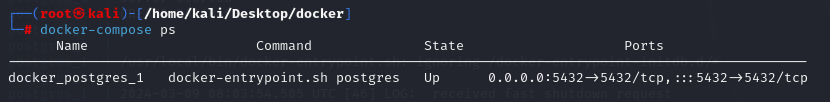 ┌──(root㉿kali)-[/home/kali/Desktop/docker]
└─# docker-compose ps
Name Command State Ports
docker_postgres_1 docker-entrypoint.sh postgres Up 0.0.0.0:5432->5432/tcp,:::5432->5432/tcp